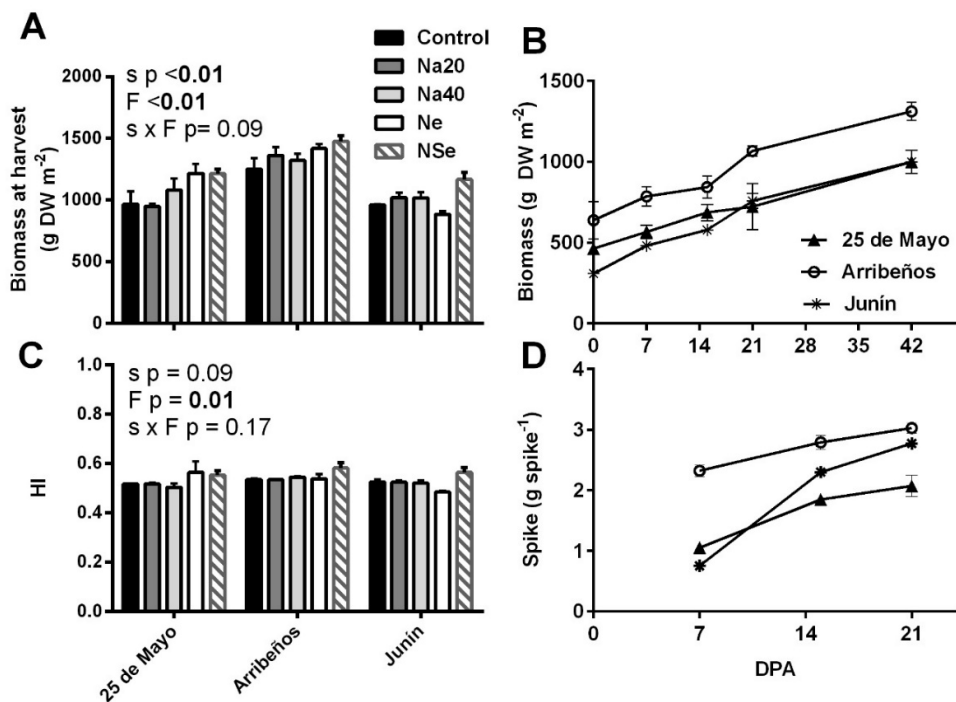 A
Control
Na20
Na40
Ne
NSe
s p <0.01
F <0.01
s x F p= 0.09
2000
1500
1000
500
0
Biomass at harvest
(g DW m⁻²)
B
1500
1000
500
0
Biomass (g DW m⁻²)
25 de Mayo
Arribeños
Junín
0 7 14 21 28 35 42
C
s p = 0.09
F p = 0.01
s x F p = 0.17
1.0
0.8
0.6
0.4
0.2
0.0
HI
25 de Mayo
Arribeños
Junín
D
4
3
2
1
0
Spike (g spike⁻¹)
0 7 14 21
DPA